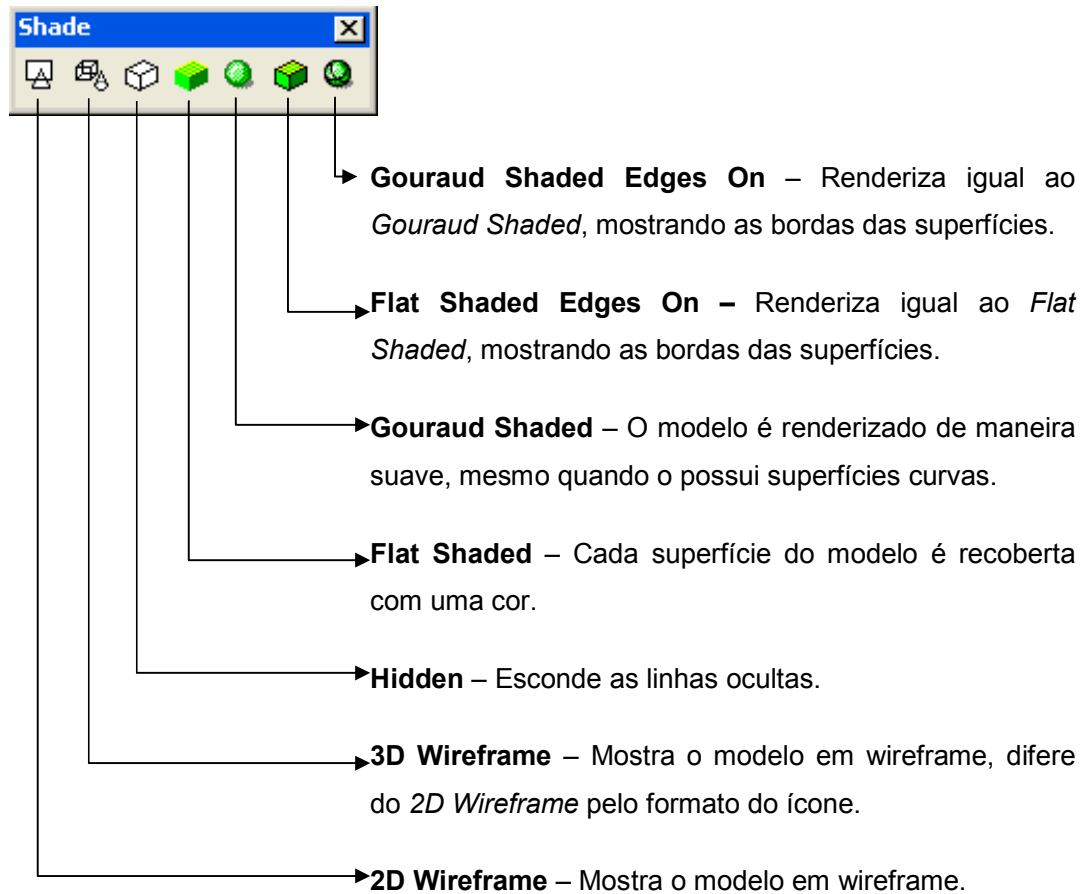 Shade
Gouraud Shaded Edges On – Renderiza igual ao
Gouraud Shaded, mostrando as bordas das superfícies.
Flat Shaded Edges On – Renderiza igual ao Flat
Shaded, mostrando as bordas das superfícies.
Gouraud Shaded – O modelo é renderizado de maneira
suave, mesmo quando o possui superfícies curvas.
Flat Shaded – Cada superfície do modelo é recoberta
com uma cor.
Hidden – Esconde as linhas ocultas.
3D Wireframe – Mostra o modelo em wireframe, difere
do 2D Wireframe pelo formato do ícone.
2D Wireframe – Mostra o modelo em wireframe.